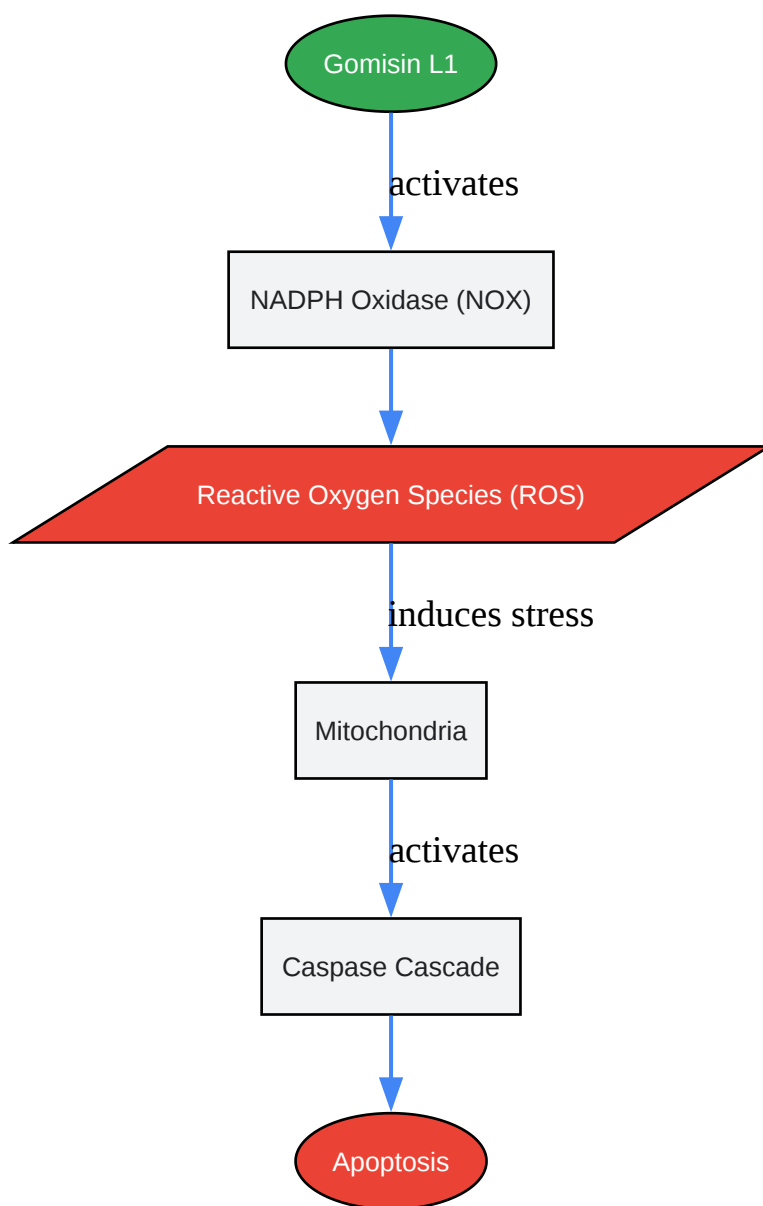 Gomisin L1
activates
NADPH Oxidase (NOX)
Reactive Oxygen Species (ROS)
induces stress
Mitochondria
activates
Caspase Cascade
Apoptosis